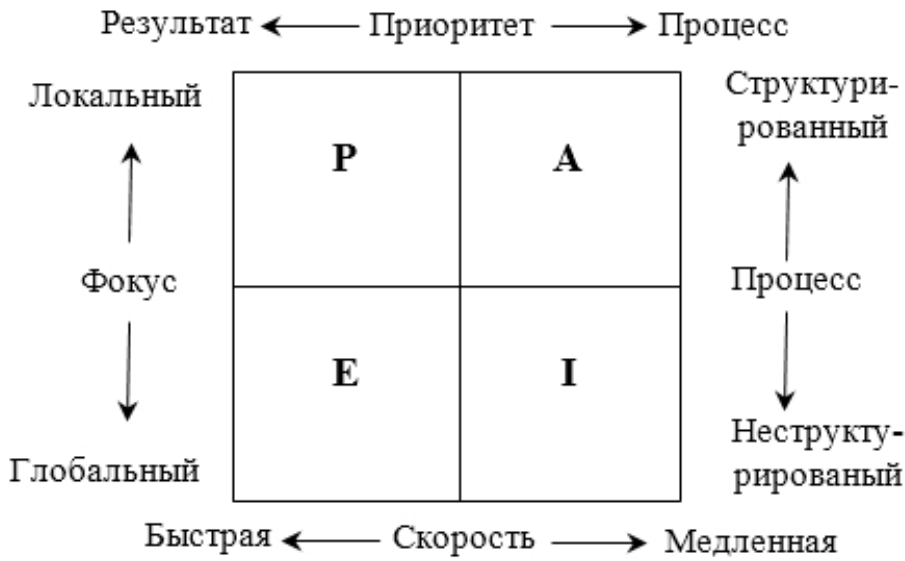 Результат Приоритет Процесс
Локальный
Структури-
рованный
P A
Фокус
Процесс
E I
Глобальный
Неструкту-
рированый
Быстрая Скорость Медленная